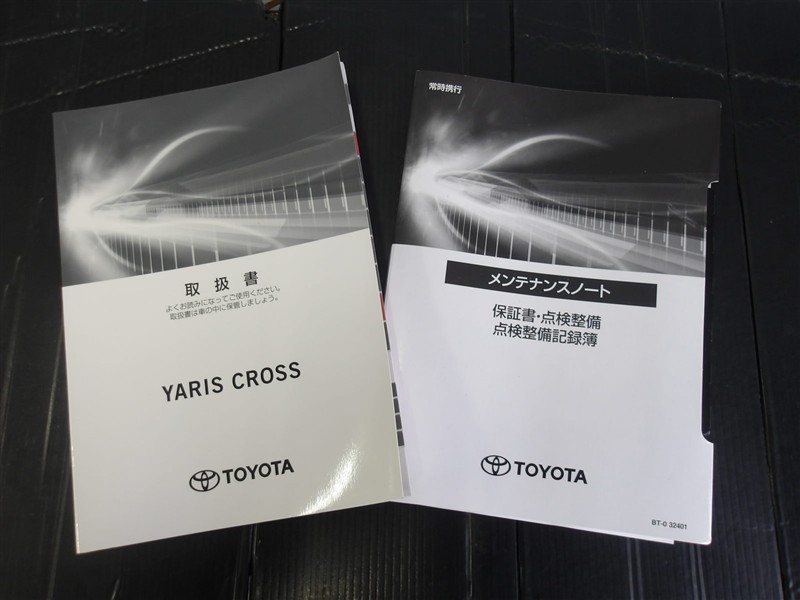 取扱書
よくお読みになってご使用ください。
取扱書は車の中に保管しましょう。
YARIS CROSS
TOYOTA
常時携行
メンテナンスノート
保証書・点検整備
点検整備記録簿
TOYOTA
BT-0 32401